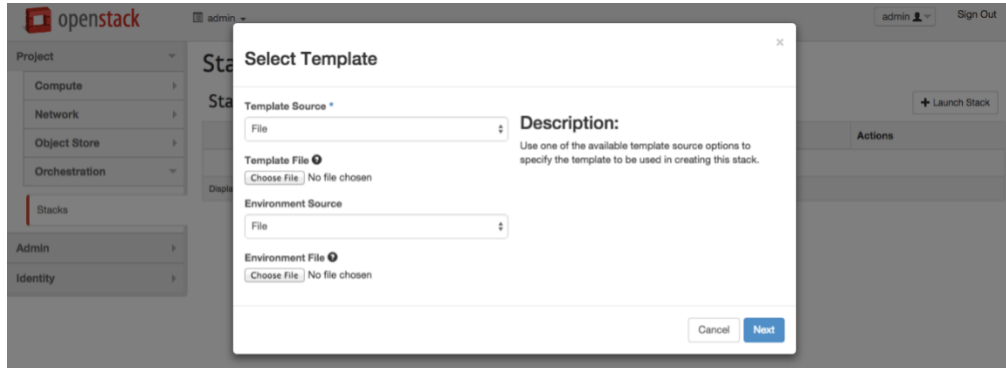 openstack
admin
admin
Sign Out
Project
Compute
Network
Object Store
Orchestration
Stacks
Admin
Identity
Sta
Sta
+ Launch Stack
Actions
Displa
Select Template
×
Template Source *
File
Template File
Choose File No file chosen
Environment Source
File
Environment File
Choose File No file chosen
Description:
Use one of the available template source options to
specify the template to be used in creating this stack.
Cancel
Next